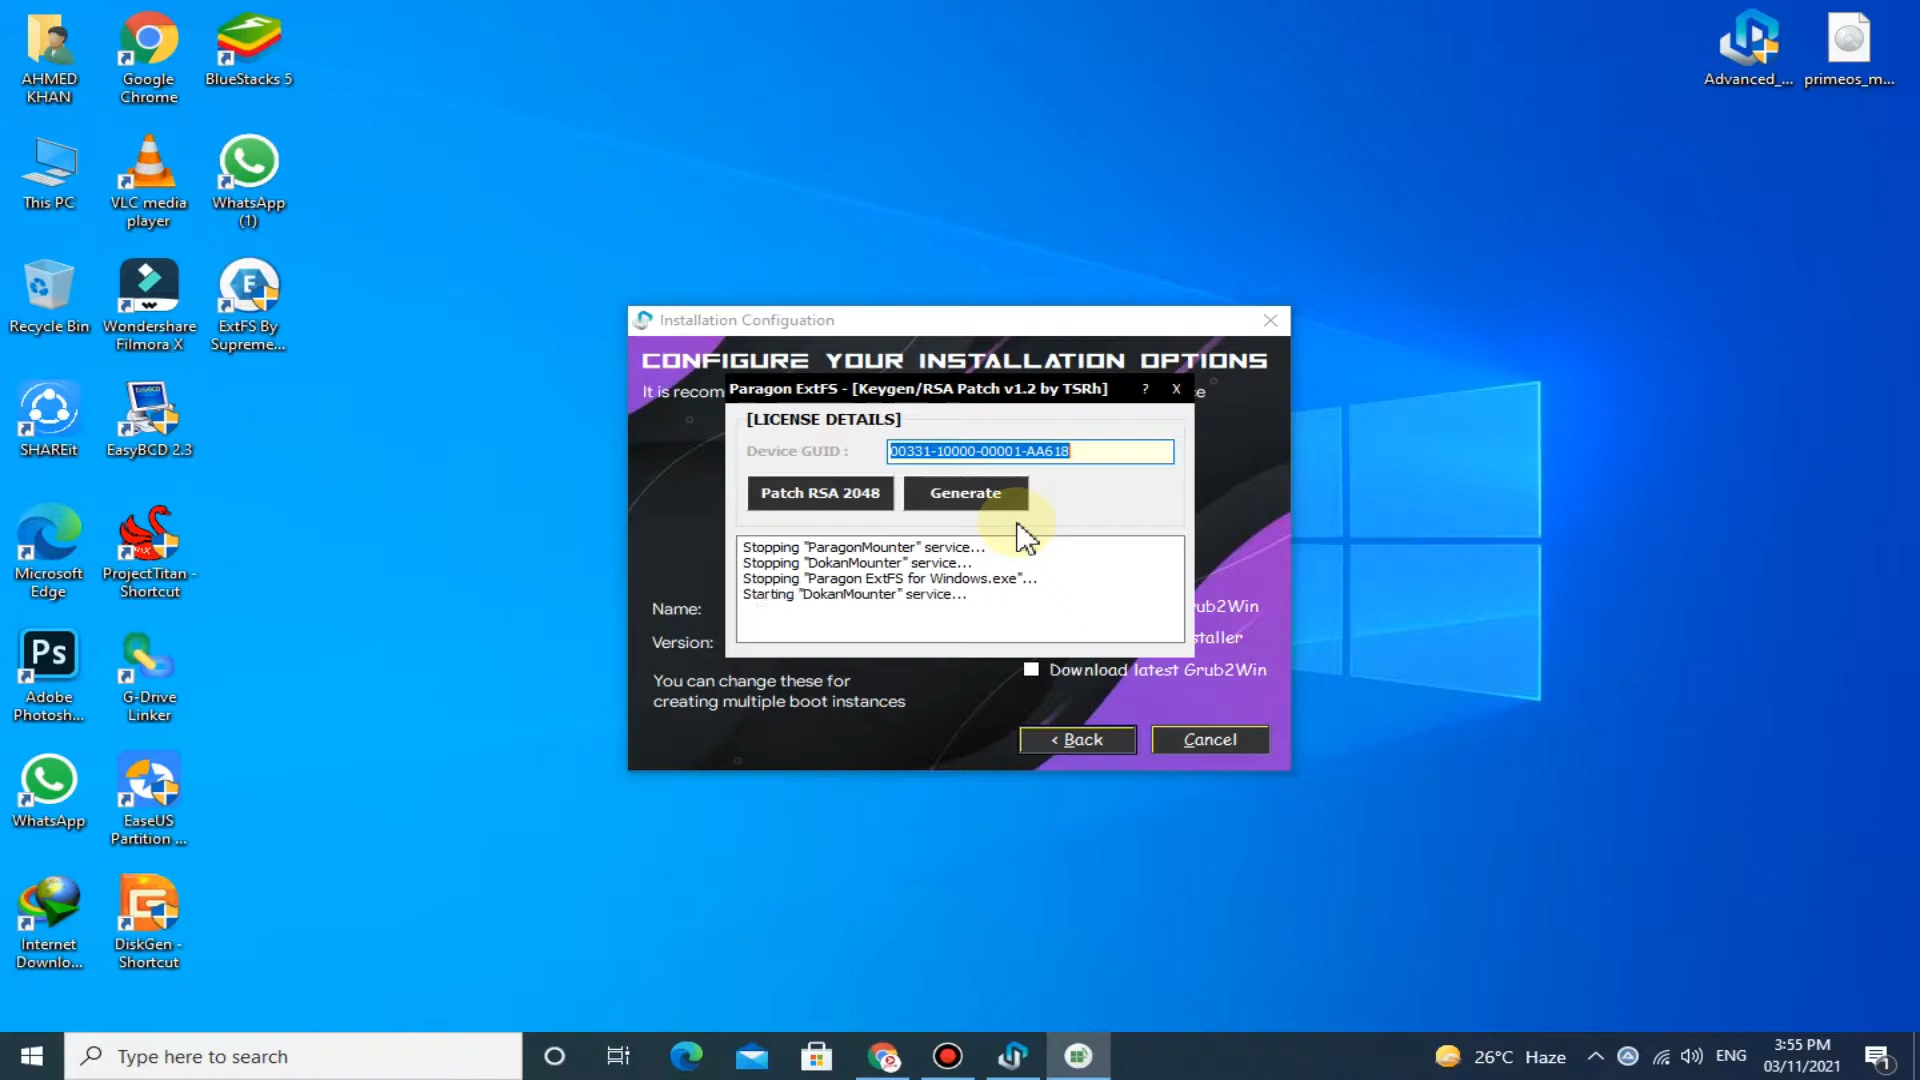 AHMED
KHAN
Google
Chrome
BlueStacks 5
Advanced_...
primeos_m...
This PC
VLC media
player
WhatsApp
(1)
Recycle Bin
Wondershare
Filmora X
ExtFS By
Supreme...
SHAREit
EasyBCD 2.3
Microsoft
Edge
ProjectTitan -
Shortcut
Ps
Adobe
Photosh...
G-Drive
Linker
WhatsApp
EaseUS
Partition ...
Internet
Downlo...
DiskGen -
Shortcut
Installation Configuation
CONFIGURE YOUR INSTALLATION OPTIONS
It is recom
ce
Paragon ExtFS - [Keygen/RSA Patch v1.2 by TSRh]
? X
[LICENSE DETAILS]
Device GUID :
00331-10000-00001-AA618
Patch RSA 2048
Generate
Stopping "ParagonMounter" service...
Stopping "DokanMounter" service...
Stopping "Paragon ExtFS for Windows.exe"...
Starting "DokanMounter" service...
Name:
rub2Win
Version:
staller
Download latest Grub2Win
You can change these for
creating multiple boot instances
< Back
Cancel
Type here to search
26°C Haze
ENG
3:55 PM
03/11/2021
1